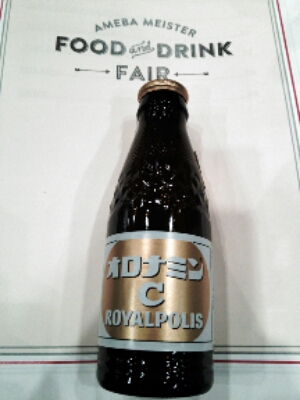 AMEBA MEISTER
FOOD and DRINK
FAIR
オロナミン
C
ROYALPOLIS